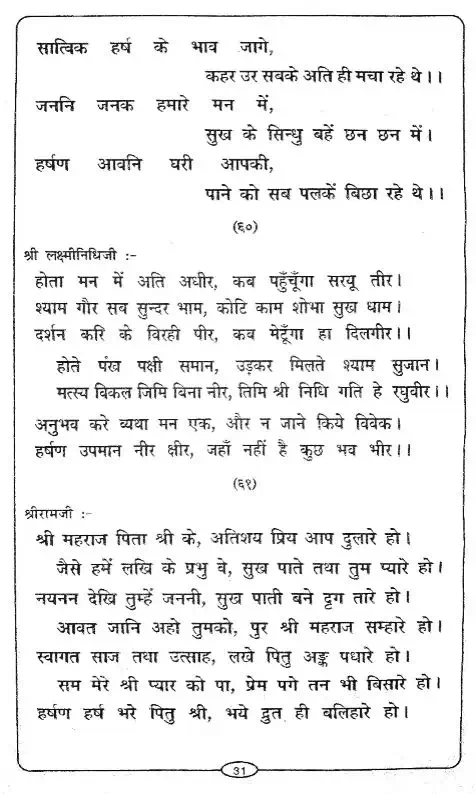 सात्विक हर्ष के भाव जागे,
कहर उर सबके अति ही मचा रहे थे।।
जननि जनक हमारे मन में,
सुख के सिन्धु बहें छन छन में।
हर्षण आवनि घरी आपकी,
पाने को सब पलकें बिछा रहे थे।।
(६०)
श्री लक्ष्मीनिधिजी :-
होता मन में अति अधीर, कब पहुँचूँगा सरयू तीर।
श्याम गौर सब सुन्दर भाम, कोटि काम शोभा सुख धाम।
दर्शन करि के विरही पीर, कब मेटूँगा हा दिलगीर।।
होते पंख पक्षी समान, उड़कर मिलते श्याम सुजान।
मत्स्य विकल जिमि बिना नीर, तिमि श्री निधि गति हे रघुवीर।।
अनुभव करे व्यथा मन एक, और न जाने किये विवेक।
हर्षण उपमान नीर क्षीर, जहाँ नहीं है कुछ भव भीर।।
(६१)
श्रीरामजी :-
श्री महराज पिता श्री के, अतिशय प्रिय आप दुलारे हो।
जैसे हमें लखि के प्रभु वे, सुख पाते तथा तुम प्यारे हो।
नयनन देखि तुम्हें जननी, सुख पाती बने दृग तारे हो।
आवत जानि अहो तुमको, पुर श्री महराज सम्हारे हो।
स्वागत साज तथा उत्साह, लखे पितु अङ्क पधारे हो।
सम मेरे श्री प्यार को पा, प्रेम पगे तन भी बिसारे हो।
हर्षण हर्ष भरे पितु श्री, भये द्रुत ही बलिहारे हो।
31